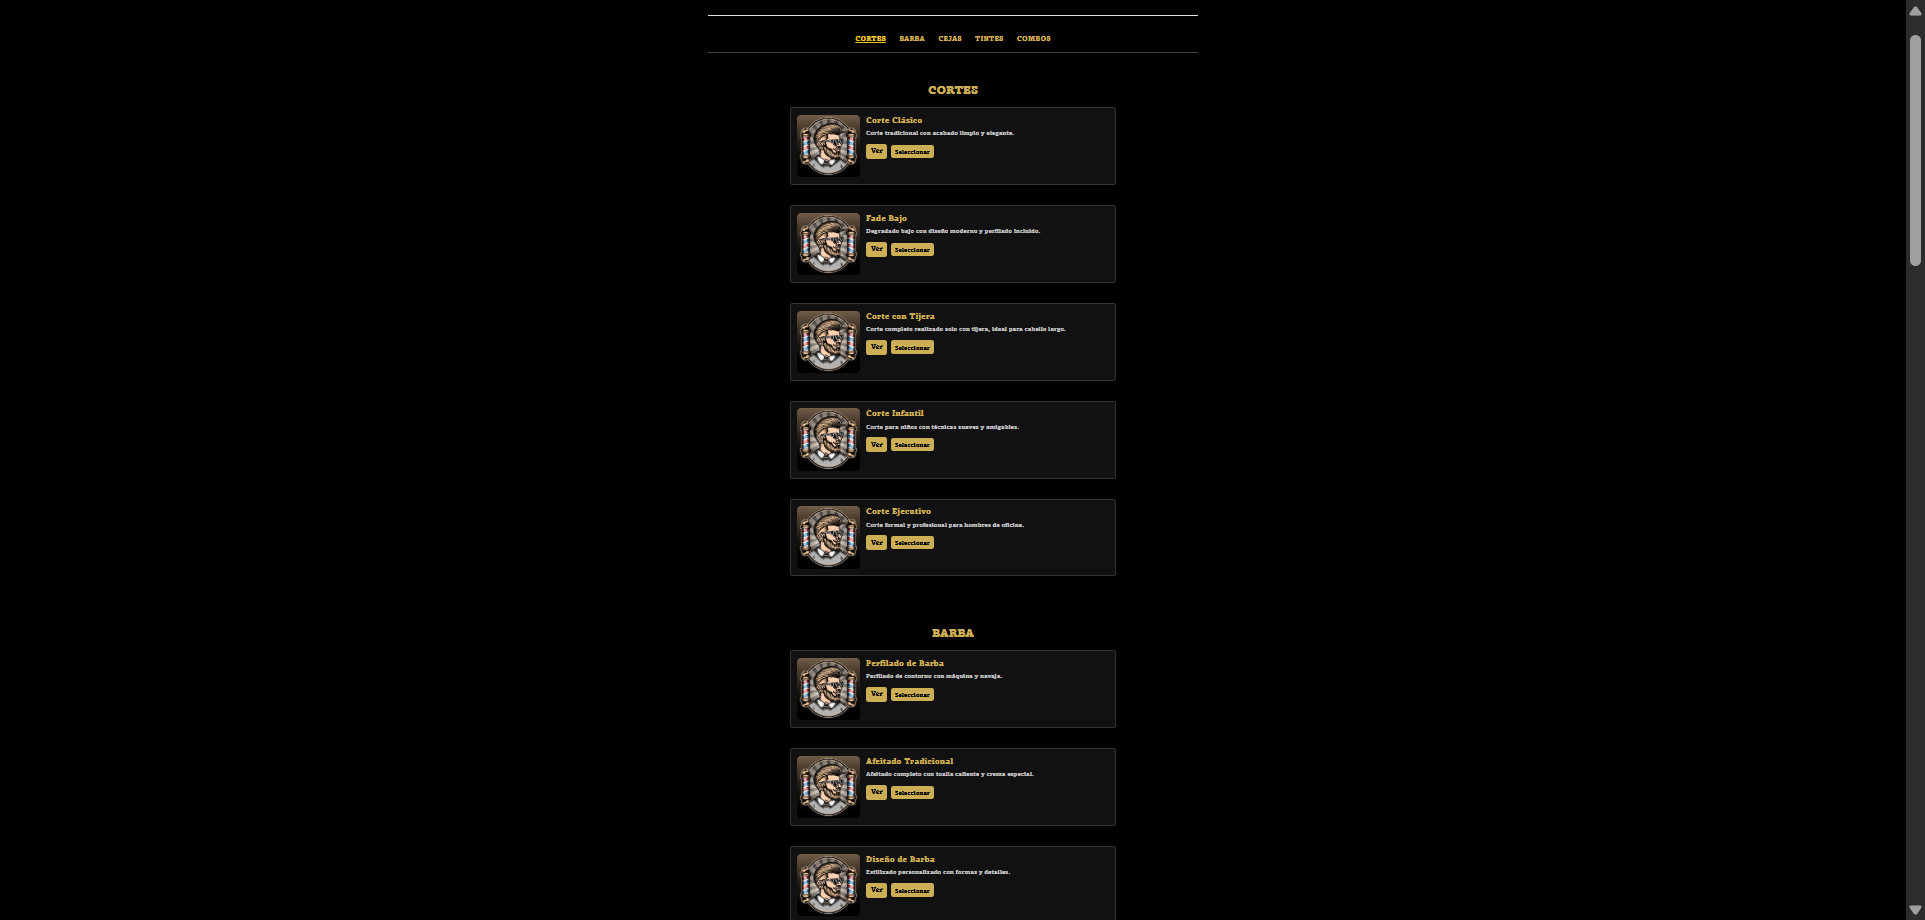 CORTES BARBA CEJAS TINTES COMBOS
CORTES
Corte Clásico
Corte tradicional con acabado limpio y elegante.
Ver Seleccionar
Fade Bajo
Degradado bajo con diseño moderno y perfilado incluido.
Ver Seleccionar
Corte con Tijera
Corte completo realizado solo con tijera, ideal para cabello largo.
Ver Seleccionar
Corte Infantil
Corte para niños con técnicas suaves y amigables.
Ver Seleccionar
Corte Ejecutivo
Corte formal y profesional para hombres de oficina.
Ver Seleccionar
BARBA
Perfilado de Barba
Perfilado de contorno con máquina y navaja.
Ver Seleccionar
Afeitado Tradicional
Afeitado completo con toalla caliente y crema especial.
Ver Seleccionar
Diseño de Barba
Estilizado personalizado con formas y detalles.
Ver Seleccionar